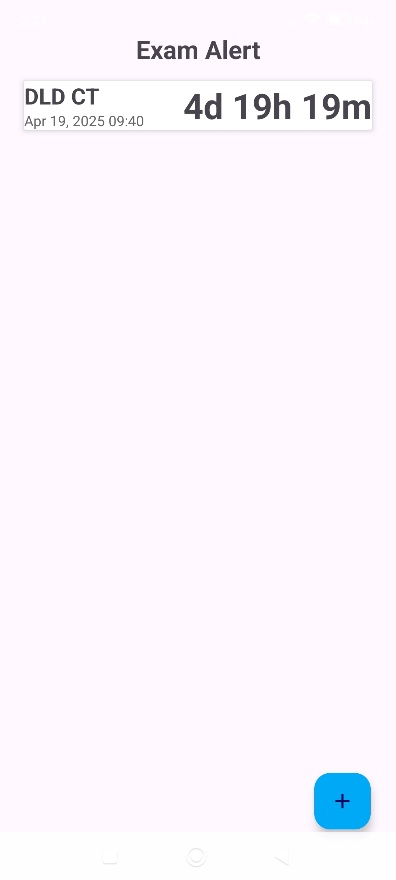 Exam Alert
DLD CT
4d 19h 19m
Apr 19, 2025 09:40
+